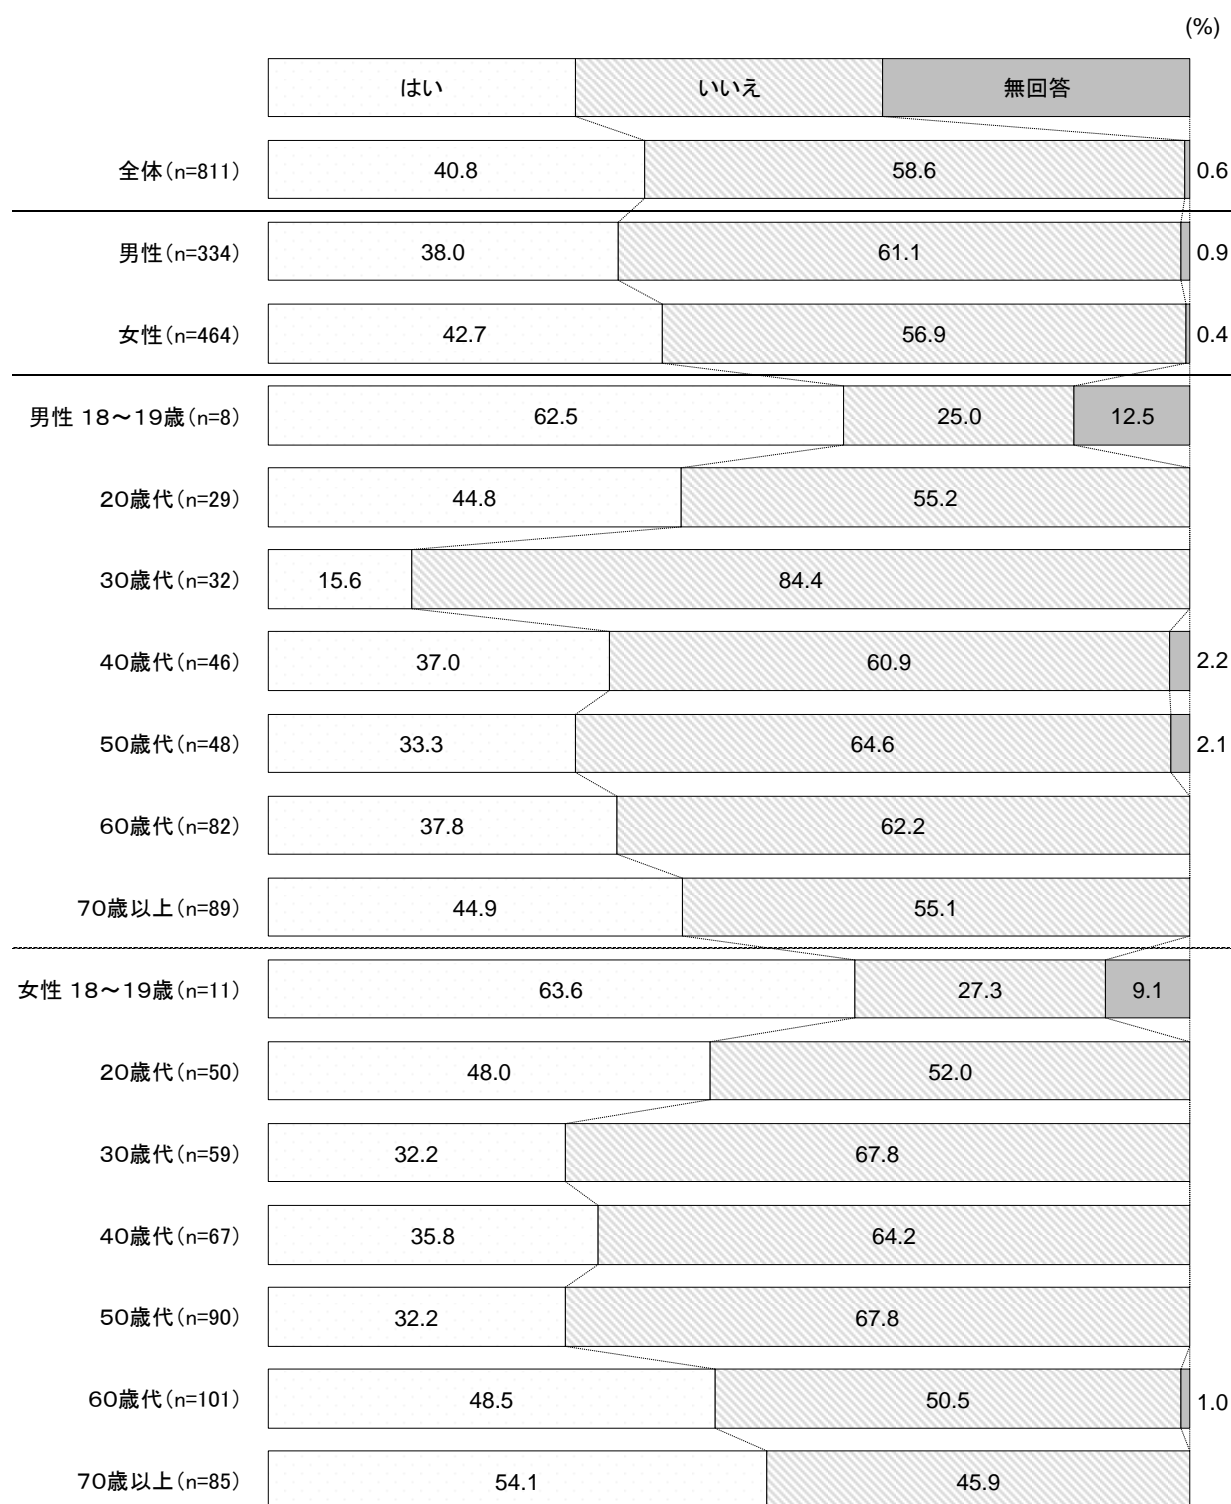 (%)
はい いいえ 無回答
全体(n=811) 40.8 58.6 0.6
男性(n=334) 38.0 61.1 0.9
女性(n=464) 42.7 56.9 0.4
男性 18～19歳(n=8) 62.5 25.0 12.5
20歳代(n=29) 44.8 55.2
30歳代(n=32) 15.6 84.4
40歳代(n=46) 37.0 60.9 2.2
50歳代(n=48) 33.3 64.6 2.1
60歳代(n=82) 37.8 62.2
70歳以上(n=89) 44.9 55.1
女性 18～19歳(n=11) 63.6 27.3 9.1
20歳代(n=50) 48.0 52.0
30歳代(n=59) 32.2 67.8
40歳代(n=67) 35.8 64.2
50歳代(n=90) 32.2 67.8
60歳代(n=101) 48.5 50.5 1.0
70歳以上(n=85) 54.1 45.9